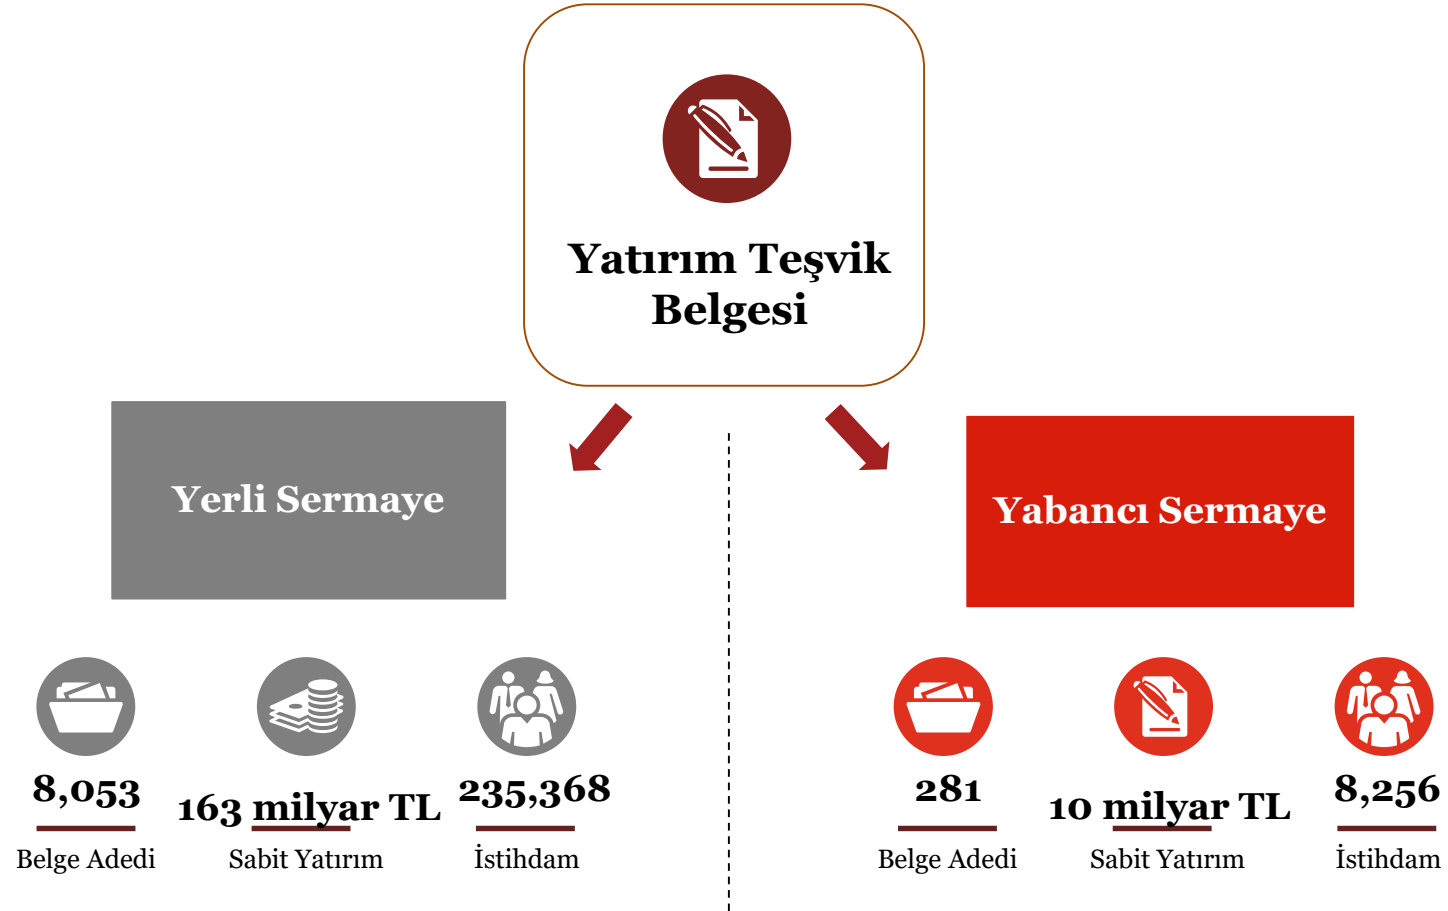 Yatırım Teşvik
Belgesi
Yerli Sermaye
Yabancı Sermaye
8,053
163 milyar TL
235,368
Belge Adedi
Sabit Yatırım
İstihdam
281
10 milyar TL
8,256
Belge Adedi
Sabit Yatırım
İstihdam